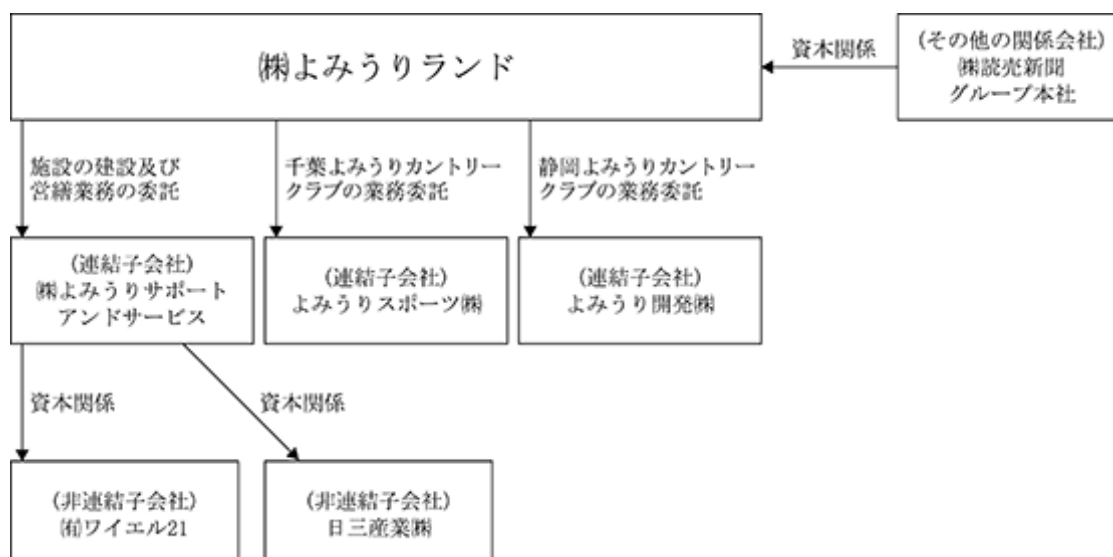 ㈱よみうりランド
資本関係
(その他の関係会社)
㈱読売新聞
グループ本社
施設の建設及び
営繕業務の委託
千葉よみうりカントリー
クラブの業務委託
静岡よみうりカントリー
クラブの業務委託
(連結子会社)
㈱よみうりサポート
アンドサービス
(連結子会社)
よみうりスポーツ㈱
(連結子会社)
よみうり開発㈱
資本関係
資本関係
(非連結子会社)
㈲ワイエル21
(非連結子会社)
日三産業㈱